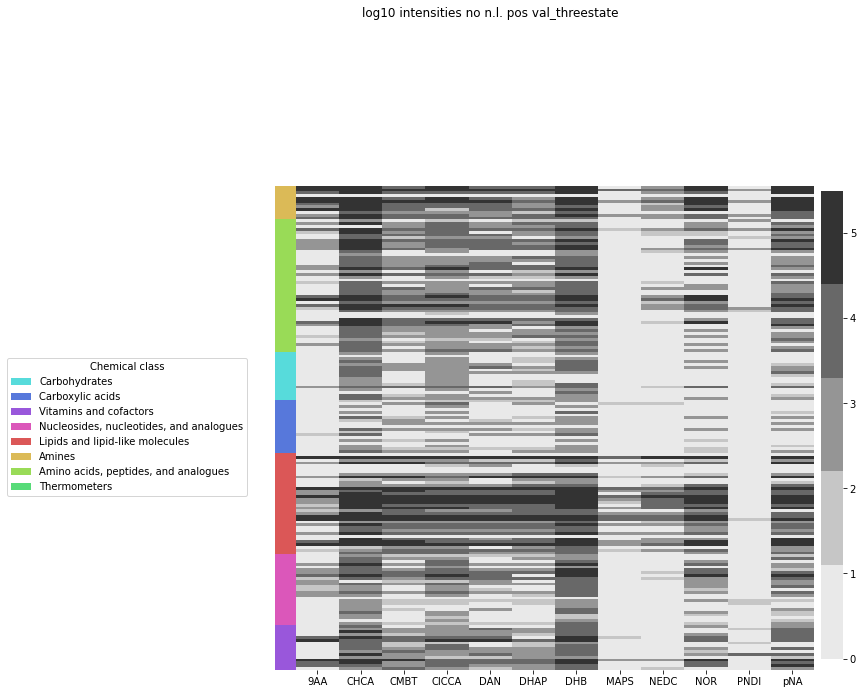 log10 intensities no n.l. pos val_threestate
5
4
3
2
1
0
Chemical class
Carbohydrates
Carboxylic acids
Vitamins and cofactors
Nucleosides, nucleotides, and analogues
Lipids and lipid-like molecules
Amines
Amino acids, peptides, and analogues
Thermometers
9AA CHCA CMBT ClCCA DAN DHAP DHB MAPS NEDC NOR PNDI pNA